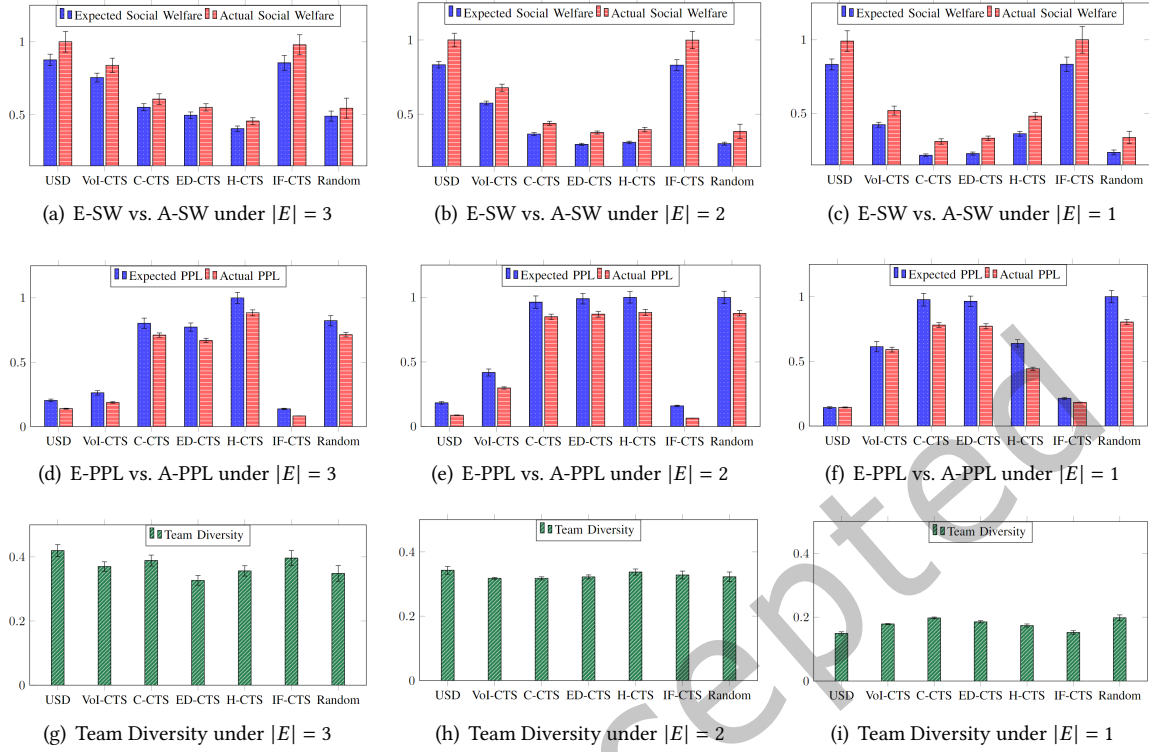 Expected Social Welfare Actual Social Welfare
1
0.5
USD VoI-CTS C-CTS ED-CTS H-CTS IF-CTS Random
(a) E-SW vs. A-SW under |E| = 3
Expected Social Welfare Actual Social Welfare
1
0.5
USD VoI-CTS C-CTS ED-CTS H-CTS IF-CTS Random
(b) E-SW vs. A-SW under |E| = 2
Expected Social Welfare Actual Social Welfare
1
0.5
USD VoI-CTS C-CTS ED-CTS H-CTS IF-CTS Random
(c) E-SW vs. A-SW under |E| = 1
Expected PPL Actual PPL
1
0.5
0
USD VoI-CTS C-CTS ED-CTS H-CTS IF-CTS Random
(d) E-PPL vs. A-PPL under |E| = 3
Expected PPL Actual PPL
1
0.5
0
USD VoI-CTS C-CTS ED-CTS H-CTS IF-CTS Random
(e) E-PPL vs. A-PPL under |E| = 2
Expected PPL Actual PPL
1
0.5
0
USD VoI-CTS C-CTS ED-CTS H-CTS IF-CTS Random
(f) E-PPL vs. A-PPL under |E| = 1
Team Diversity
0.4
0.2
0
USD VoI-CTS C-CTS ED-CTS H-CTS IF-CTS Random
(g) Team Diversity under |E| = 3
Team Diversity
0.4
0.2
0
USD VoI-CTS C-CTS ED-CTS H-CTS IF-CTS Random
(h) Team Diversity under |E| = 2
Team Diversity
0.4
0.2
0
USD VoI-CTS C-CTS ED-CTS H-CTS IF-CTS Random
(i) Team Diversity under |E| = 1
cepted